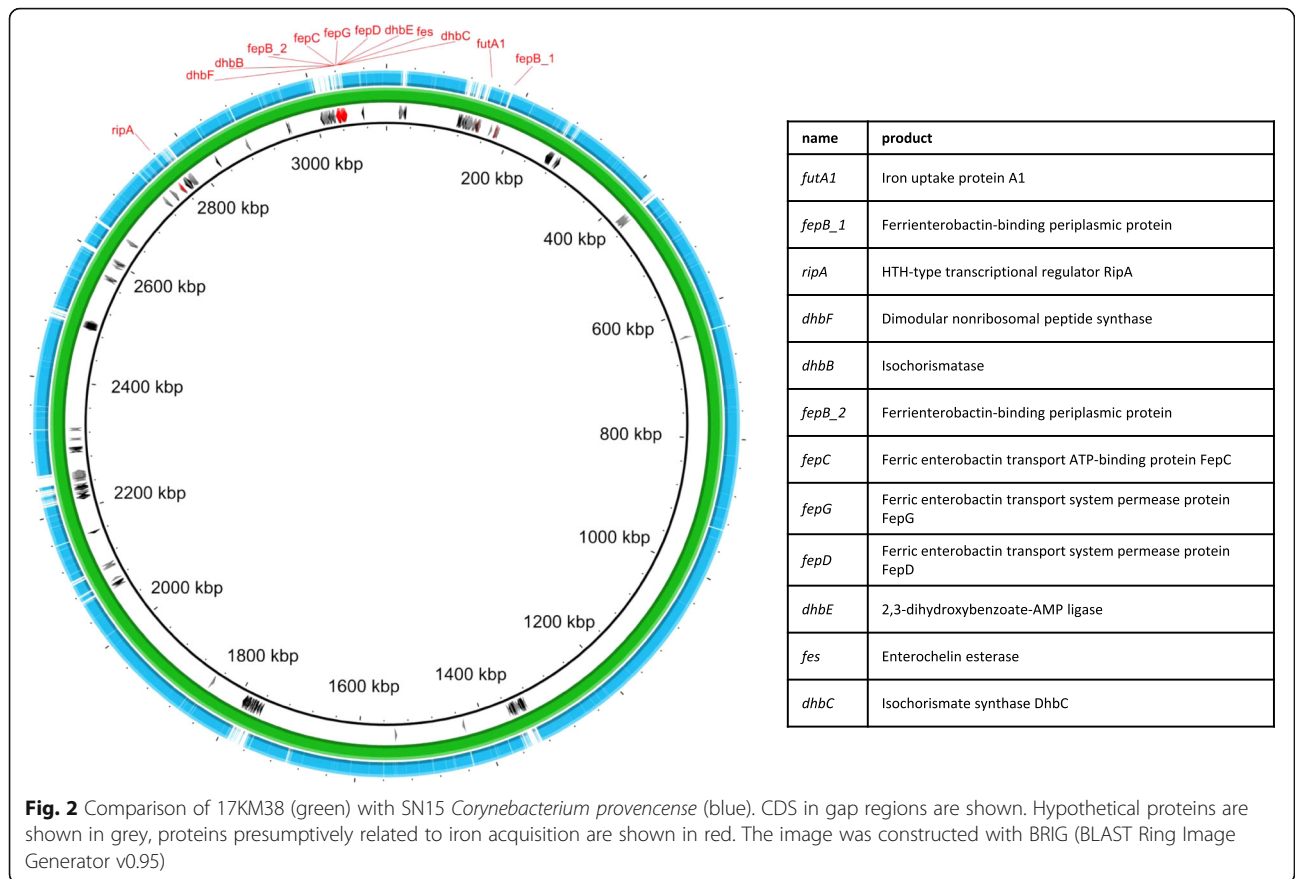 fepC fepG fepD dhbE fes dhbC
fepB_2
dhbB
dhbF
futA1
fepB_1
ripA
3000 kbp
200 kbp
2800 kbp
400 kbp
2600 kbp
600 kbp
2400 kbp
800 kbp
2200 kbp
1000 kbp
2000 kbp
1200 kbp
1800 kbp
1400 kbp
1600 kbp
name product
futA1 Iron uptake protein A1
fepB_1 Ferrienterobactin-binding periplasmic protein
ripA HTH-type transcriptional regulator RipA
dhbF Dimodular nonribosomal peptide synthase
dhbB Isochorismatase
fepB_2 Ferrienterobactin-binding periplasmic protein
fepC Ferric enterobactin transport ATP-binding protein FepC
fepG Ferric enterobactin transport system permease protein
FepG
fepD Ferric enterobactin transport system permease protein
FepD
dhbE 2,3-dihydroxybenzoate-AMP ligase
fes Enterochelin esterase
dhbC Isochorismate synthase DhbC
Fig. 2 Comparison of 17KM38 (green) with SN15 Corynebacterium provencense (blue). CDS in gap regions are shown. Hypothetical proteins are
shown in grey, proteins presumptively related to iron acquisition are shown in red. The image was constructed with BRIG (BLAST Ring Image
Generator v0.95)